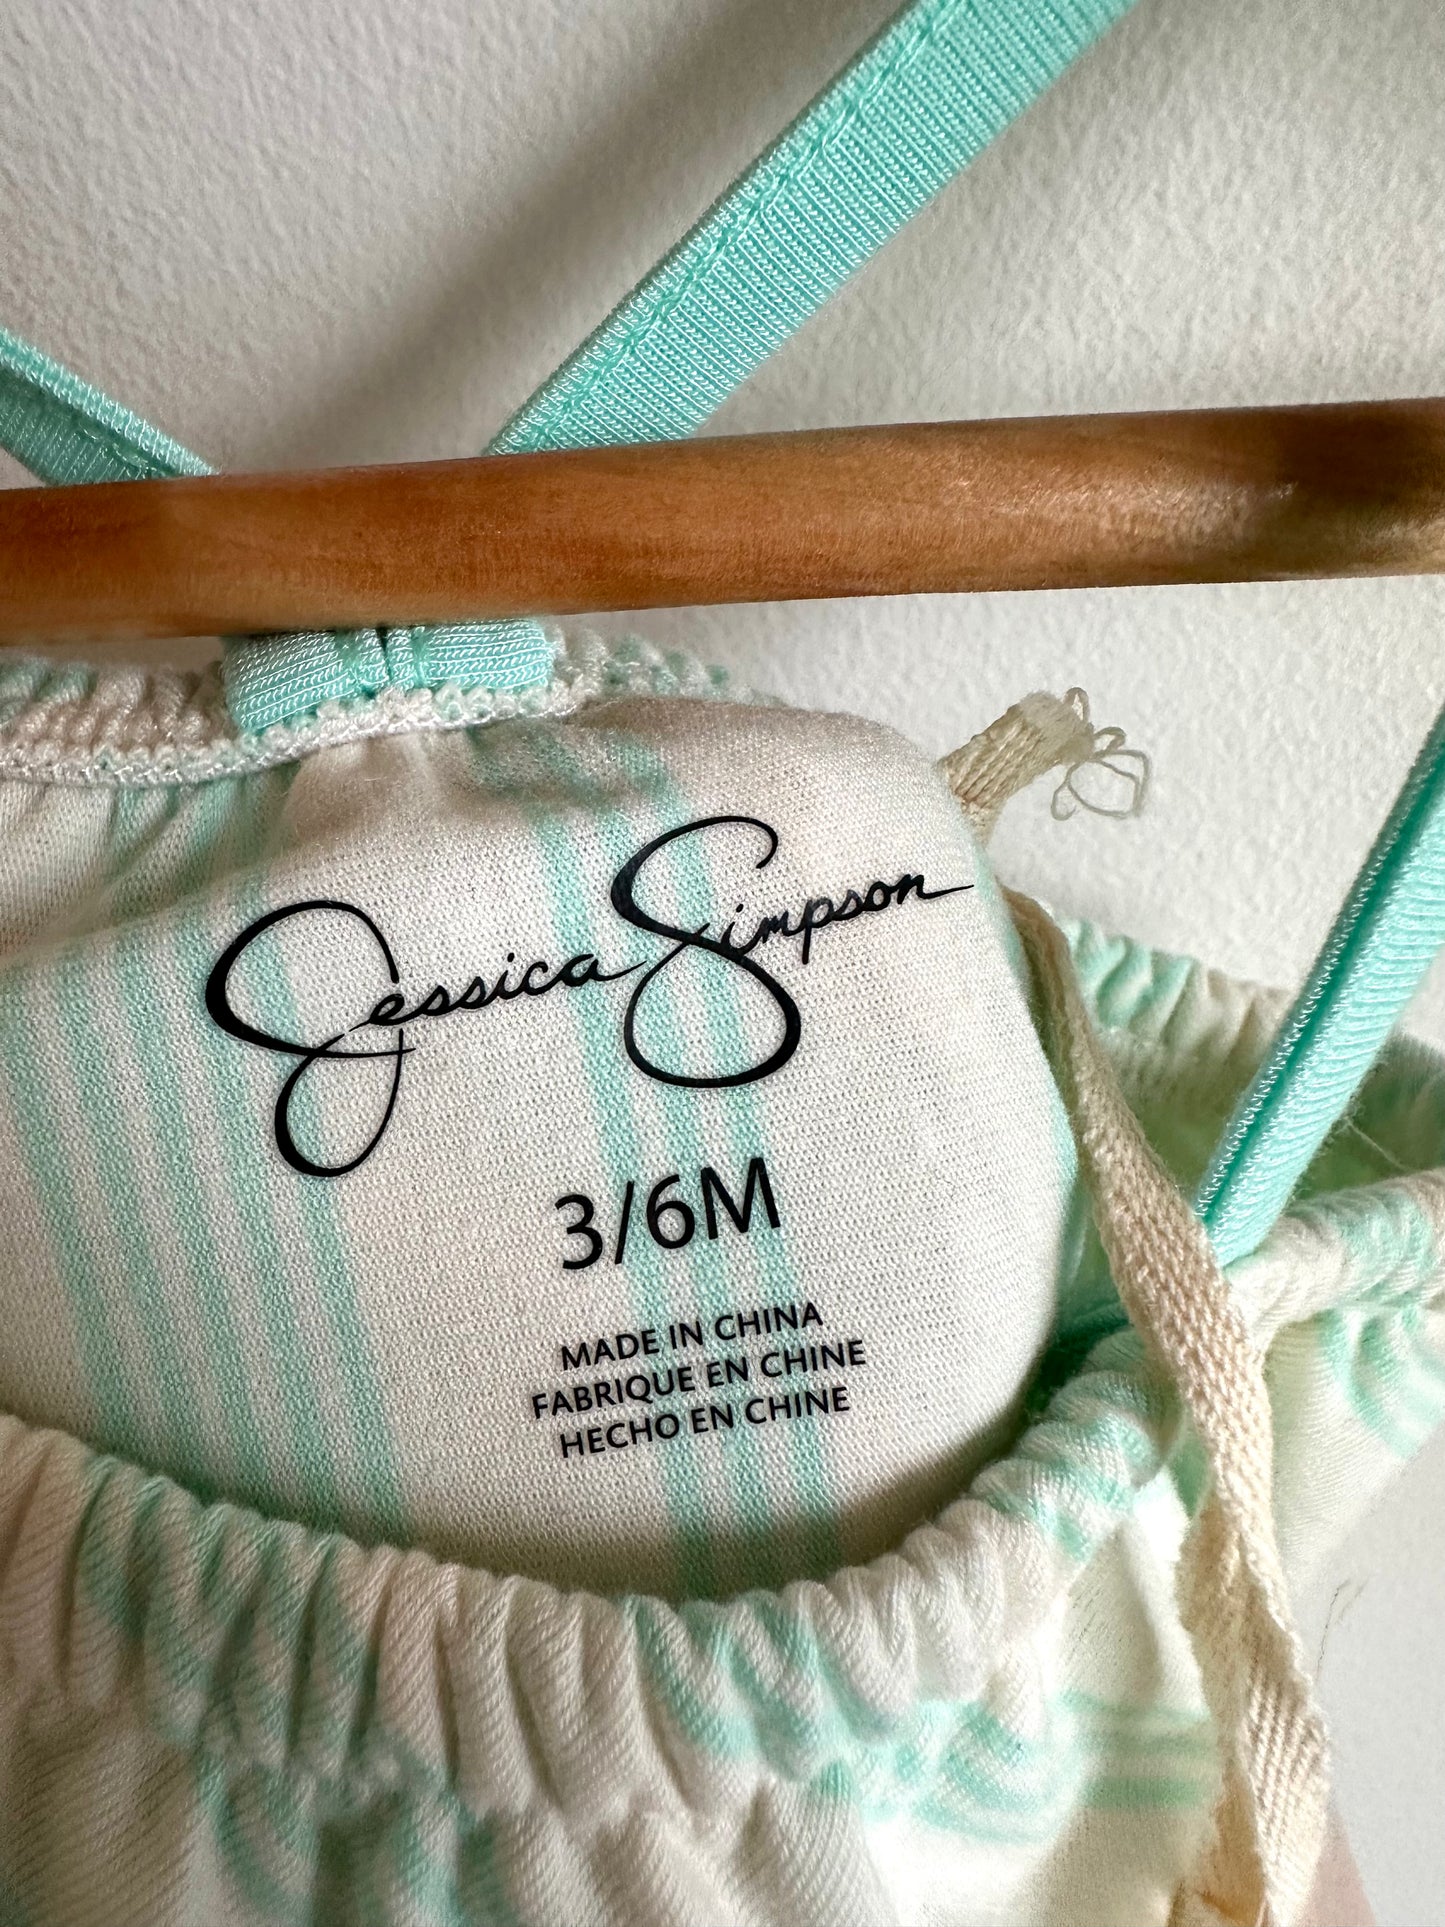 Jessica Simpson
3/6M
MADE IN CHINA
FABRIQUE EN CHINE
HECHO EN CHINE